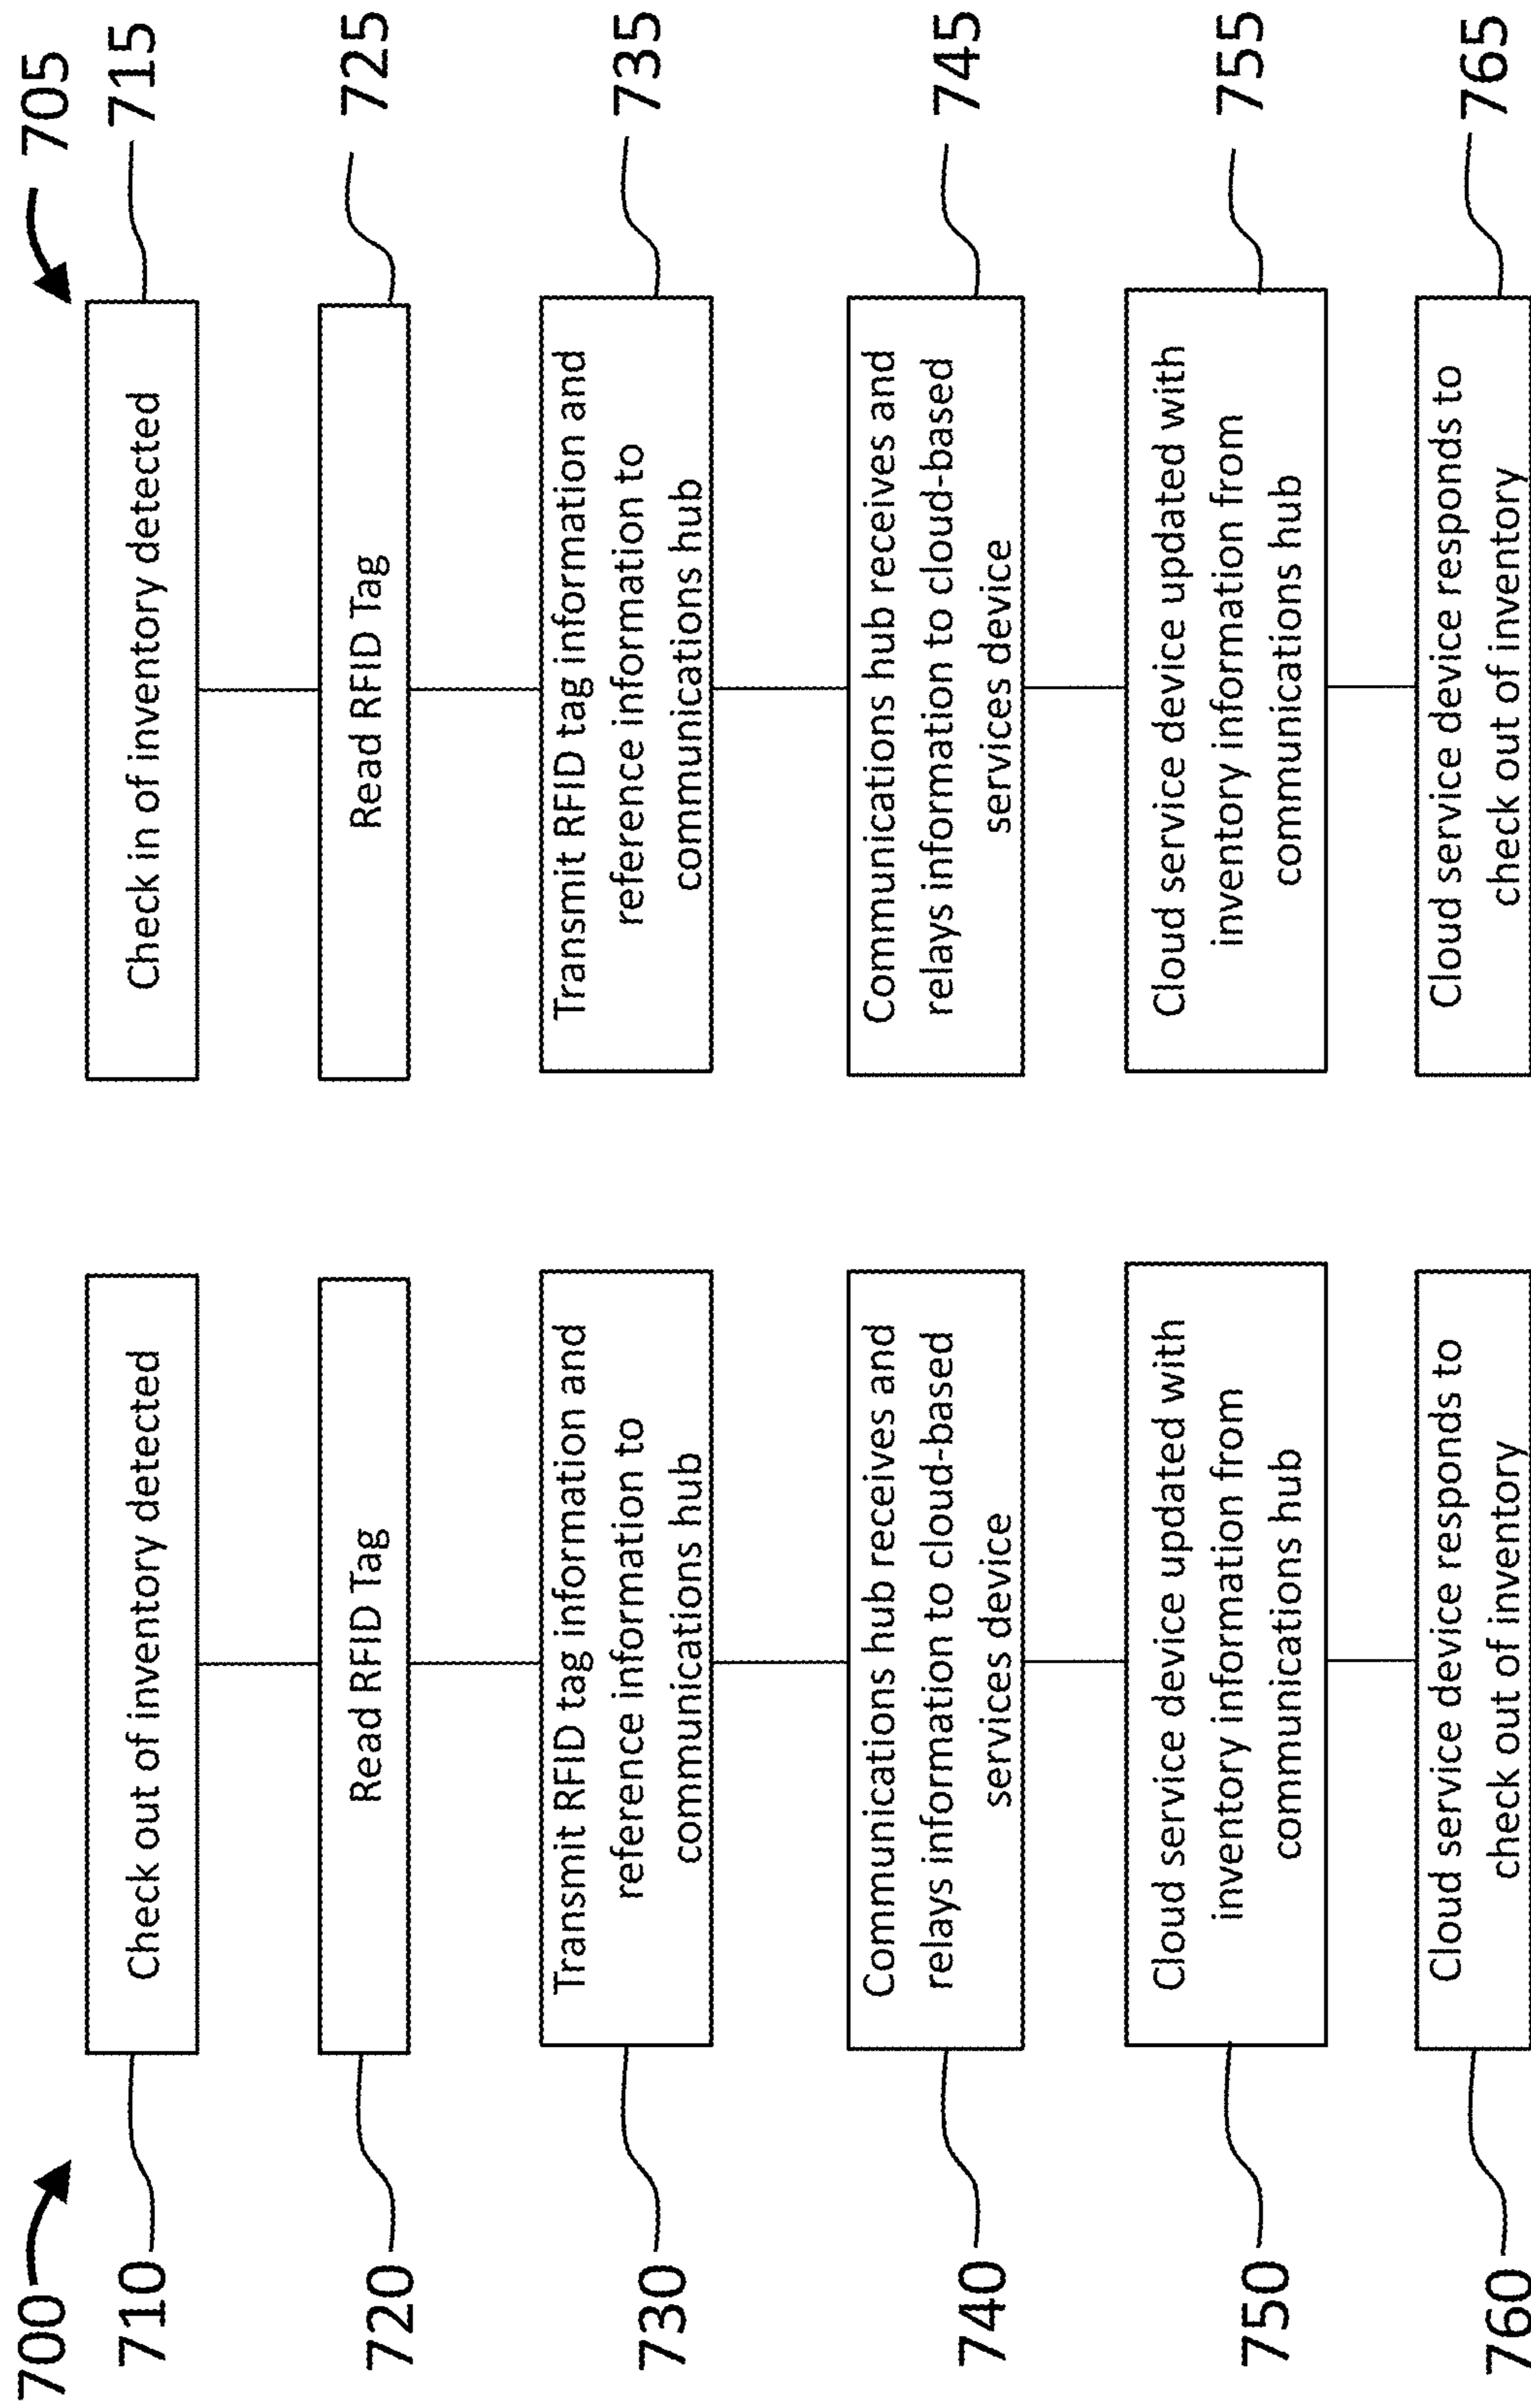 700
710
Check out of inventory detected
720
Read RFID Tag
730
Transmit RFID tag information and
reference information to
communications hub
740
Communications hub receives and
relays information to cloud-based
services device
750
Cloud service device updated with
inventory information from
communications hub
760
Cloud service device responds to
check out of inventory
705
Check in of inventory detected
715
Read RFID Tag
725
Transmit RFID tag information and
reference information to
communications hub
735
Communications hub receives and
relays information to cloud-based
services device
745
Cloud service device updated with
inventory information from
communications hub
755
Cloud service device responds to
check out of inventory
765